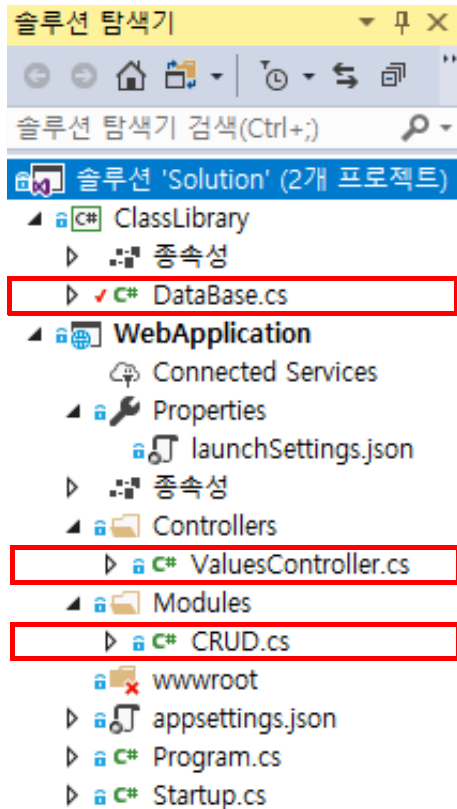 솔루션 탐색기
솔루션 탐색기 검색(Ctrl+;)
솔루션 'Solution' (2개 프로젝트)
C# ClassLibrary
종속성
C# DataBase.cs
WebApplication
Connected Services
Properties
launchSettings.json
종속성
Controllers
C# ValuesController.cs
Modules
C# CRUD.cs
wwwroot
appsettings.json
C# Program.cs
C# Startup.cs